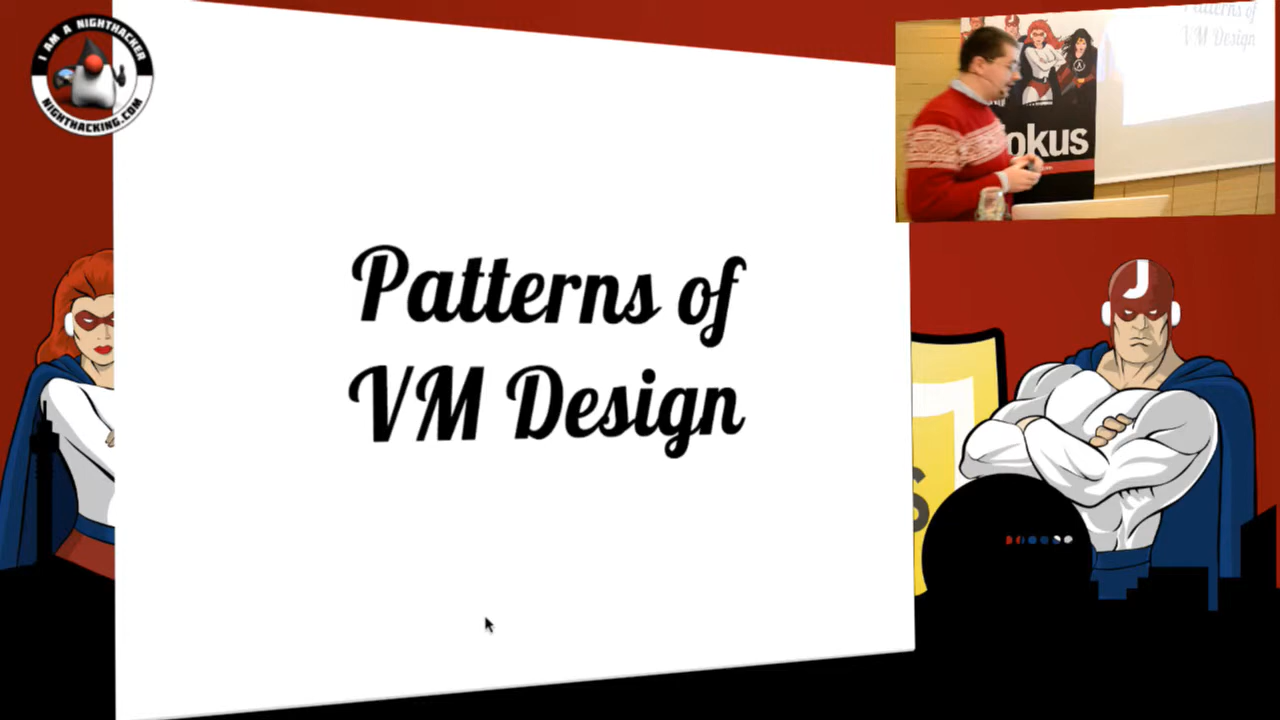 I AM A NIGHTHACKER
NIGHTHACKING.COM
Patterns of
VM Design
Patterns of
VM Design
okus
J
S